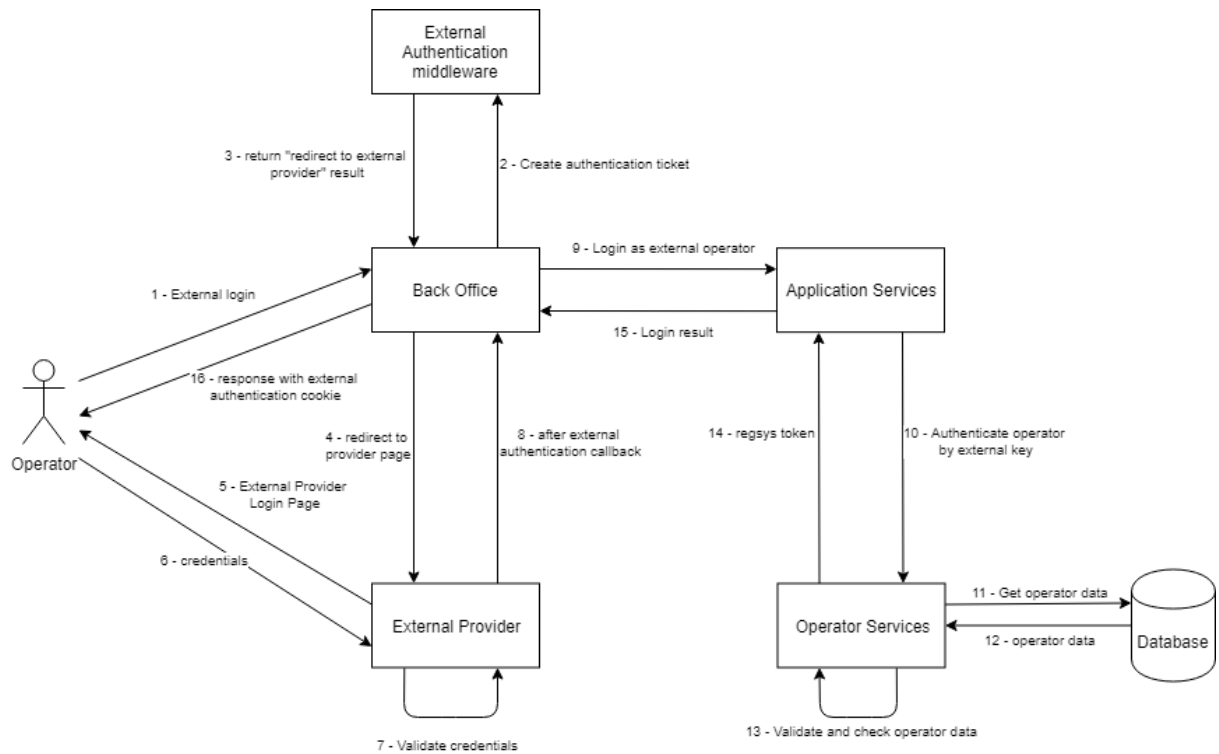 External
Authentication
middleware
3 - return "redirect to external
provider" result
2 - Create authentication ticket
9 - Login as external operator
Back Office
Application Services
1 - External login
15 - Login result
16 - response with external
authentication cookie
Operator
4 - redirect to
provider page
8 - after external
authentication callback
14 - regsys token
10 - Authenticate operator
by external key
5 - External Provider
Login Page
6 - credentials
External Provider
Operator Services
11 - Get operator data
12 - operator data
Database
7 - Validate credentials
13 - Validate and check operator data